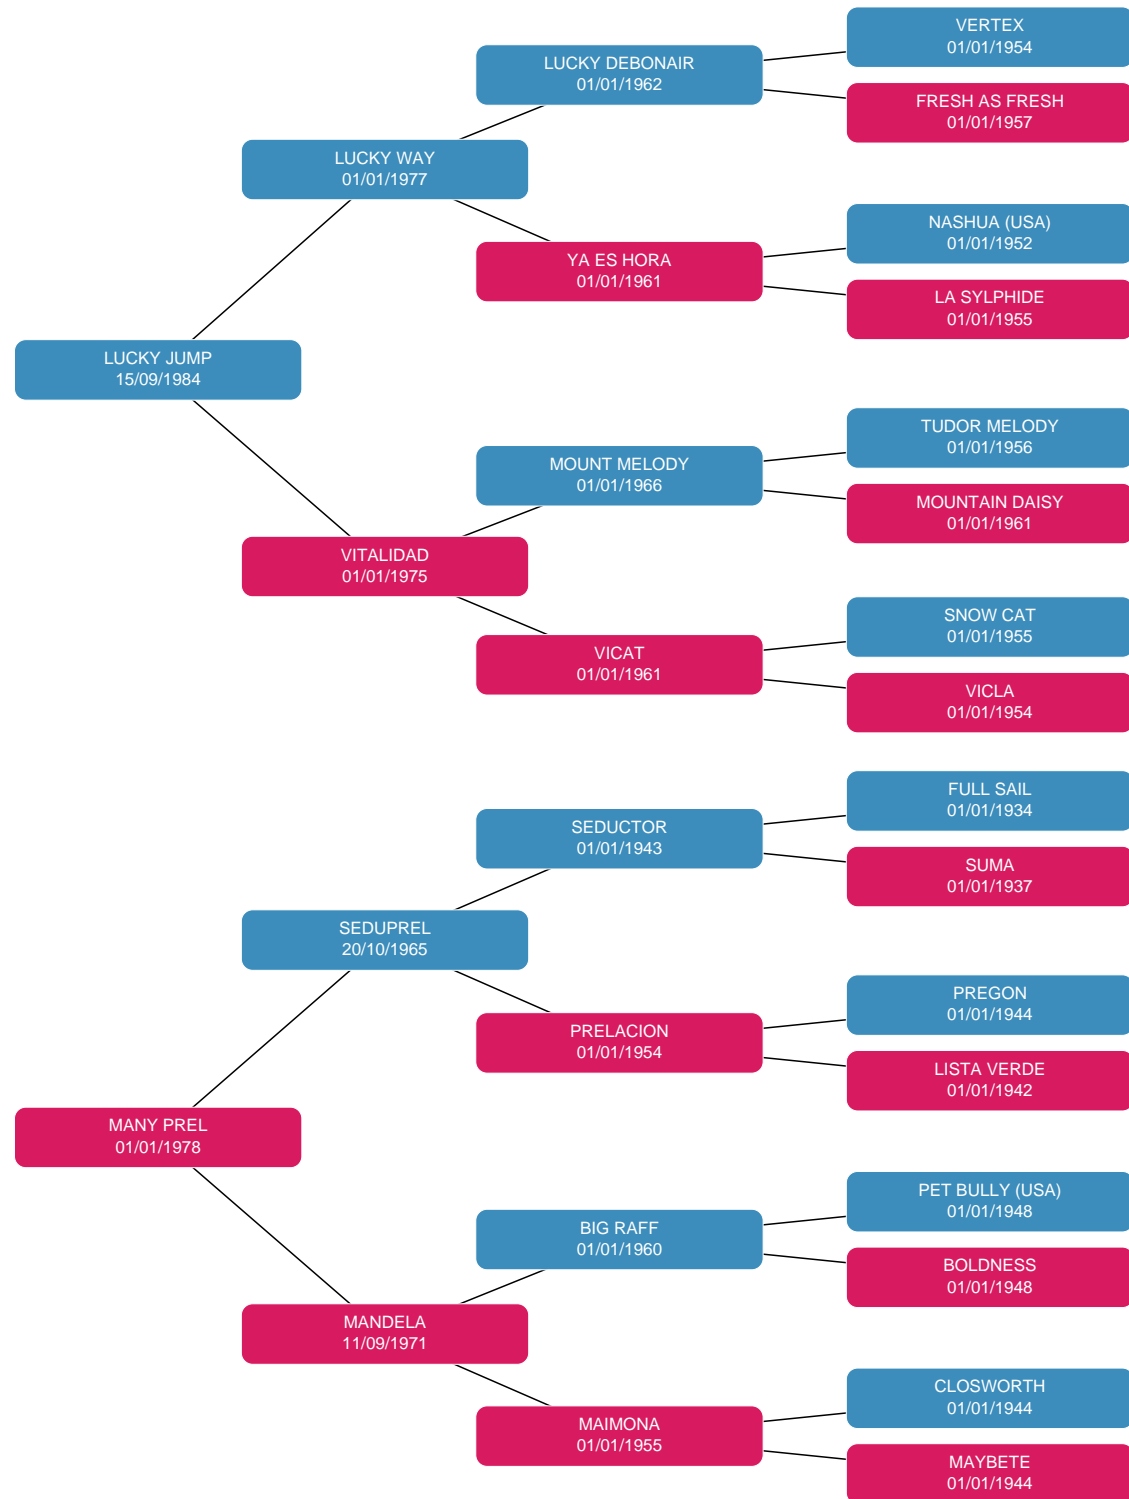 VERTEX
01/01/1954
LUCKY DEBONAIR
01/01/1962
FRESH AS FRESH
01/01/1957
LUCKY WAY
01/01/1977
NASHUA (USA)
01/01/1952
YA ES HORA
01/01/1961
LA SYLPHIDE
01/01/1955
LUCKY JUMP
15/09/1984
TUDOR MELODY
01/01/1956
MOUNT MELODY
01/01/1966
MOUNTAIN DAISY
01/01/1961
VITALIDAD
01/01/1975
SNOW CAT
01/01/1955
VICAT
01/01/1961
VICLA
01/01/1954
FULL SAIL
01/01/1934
SEDUCTOR
01/01/1943
SUMA
01/01/1937
SEDUPREL
20/10/1965
PREGON
01/01/1944
PRELACION
01/01/1954
LISTA VERDE
01/01/1942
MANY PREL
01/01/1978
PET BULLY (USA)
01/01/1948
BIG RAFF
01/01/1960
BOLDNESS
01/01/1948
MANDELA
11/09/1971
CLOSWORTH
01/01/1944
MAIMONA
01/01/1955
MAYBETE
01/01/1944